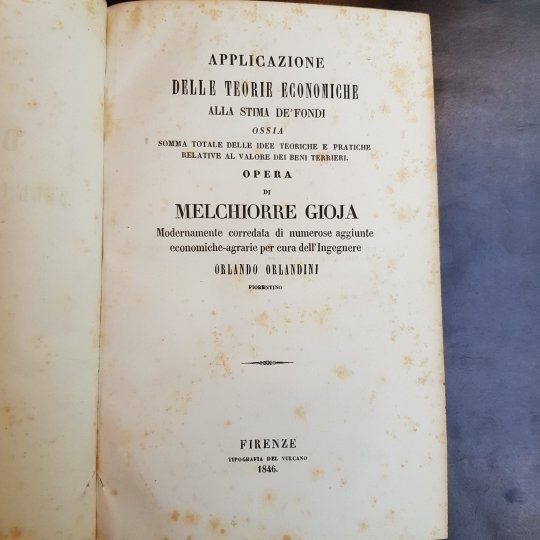 APPLICAZIONE
DELLE TEORIE ECONOMICHE
ALLA STIMA DE' FONDI
OSSIA
SOMMA TOTALE DELLE IDEE TEORICHE E PRATICHE
RELATIVE AL VALORE DEI BENI TERRIERI.
OPERA
DI
MELCHIORRE GIOJA
Modernamente corredata di numerose aggiunte
economiche-agrarie per cura dell'Ingegnere
ORLANDO ORLANDINI
FIORENTINO
FIRENZE
TIPOGRAFIA DEL VULCANO
1846.